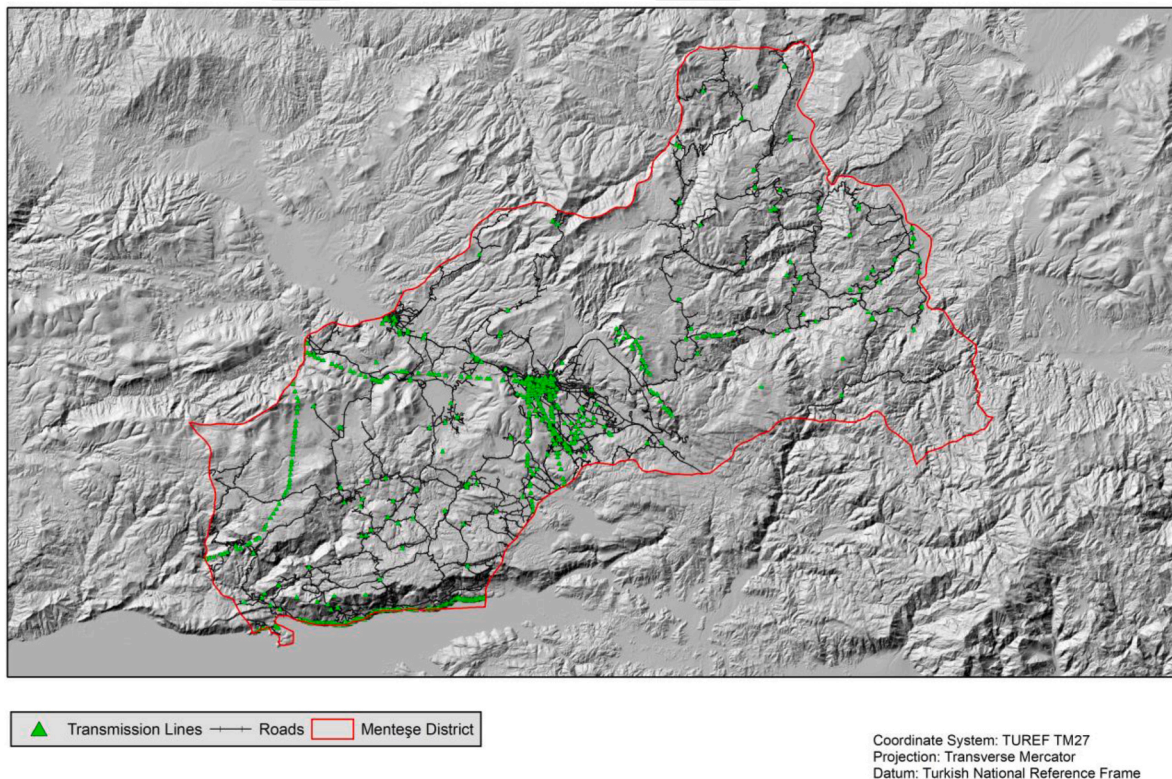 Transmission Lines Roads Menteşe District
Coordinate System: TUREF TM27
Projection: Transverse Mercator
Datum: Turkish National Reference Frame